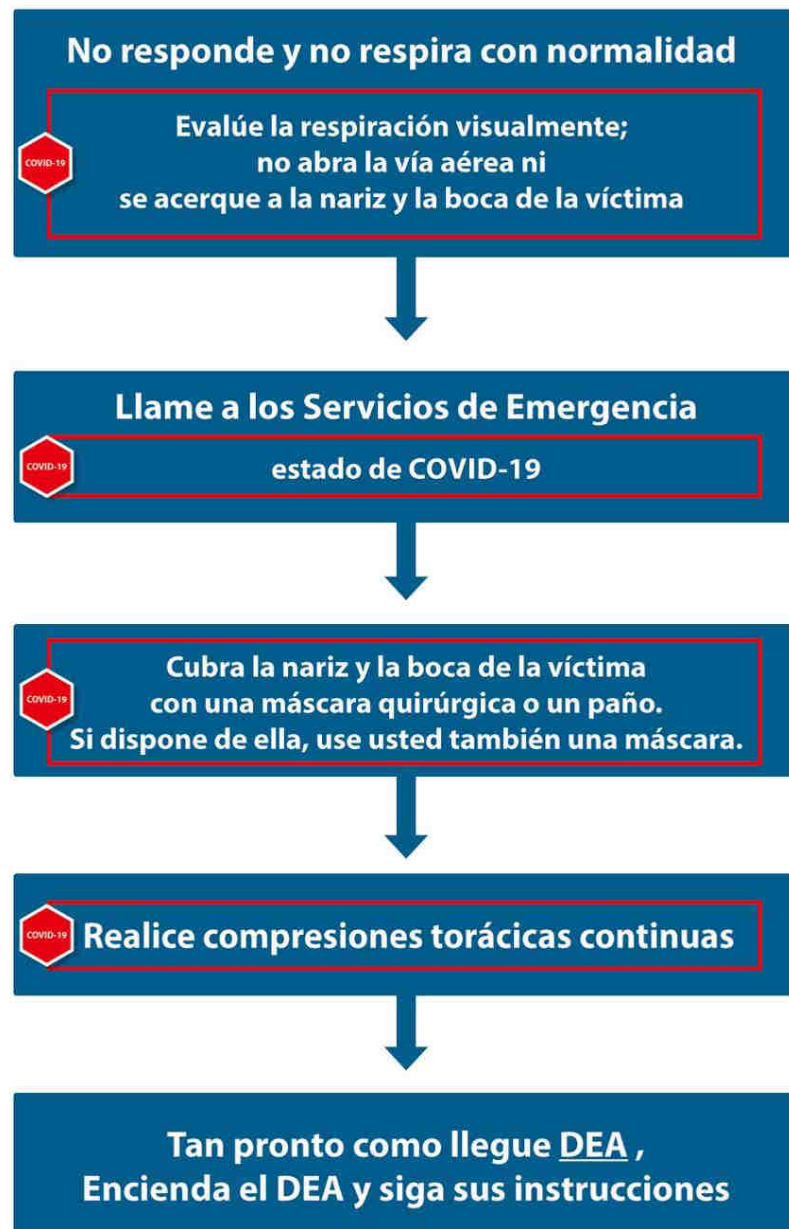 No responde y no respira con normalidad
Evalúe la respiración visualmente;
no abra la vía aérea ni
COVID-19
se acerque a la nariz y la boca de la víctima
Llame a los Servicios de Emergencia
COVID-19
estado de COVID-19
Cubra la nariz y la boca de la víctima
COVID-19
con una máscara quirúrgica o un paño.
Si dispone de ella, use usted también una máscara.
COVID-19
Realice compresiones torácicas continuas
Tan pronto como llegue DEA ,
Encienda el DEA y siga sus instrucciones